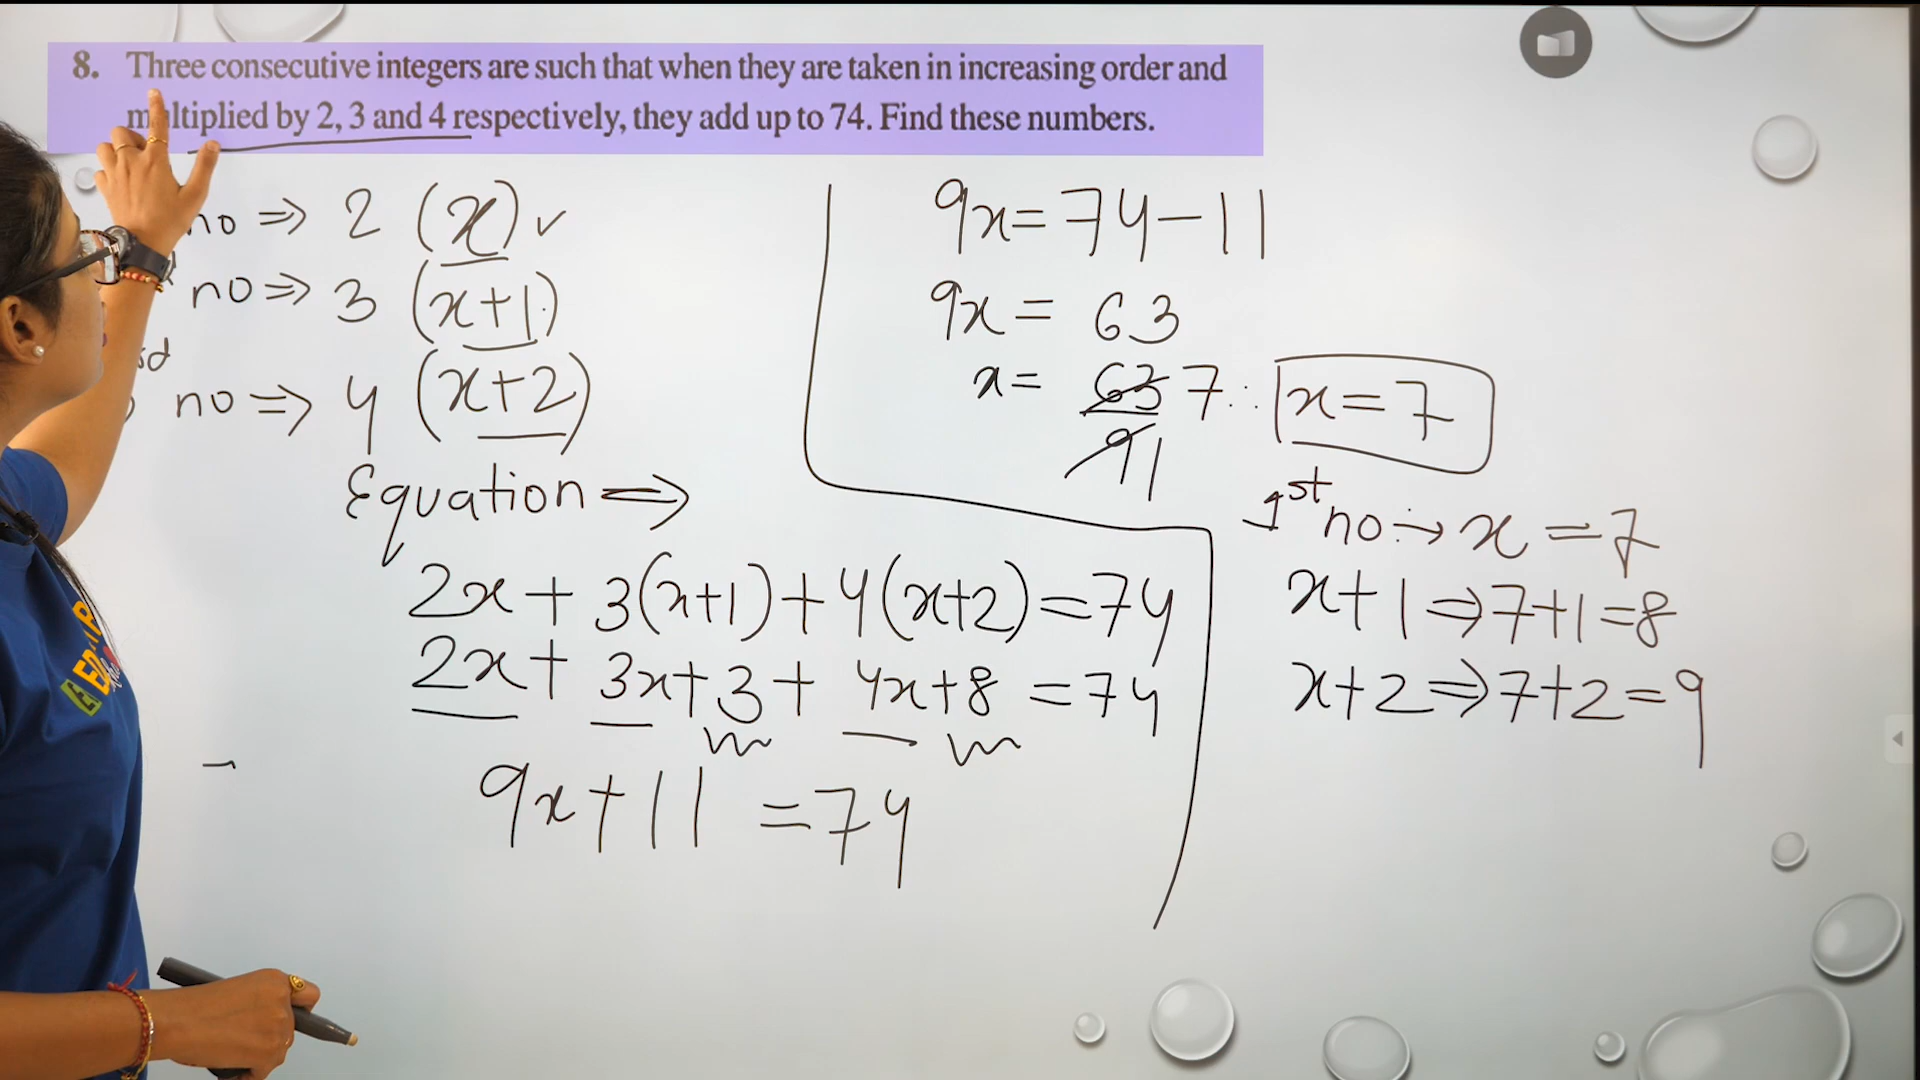 8. Three consecutive integers are such that when they are taken in increasing order and
multiplied by 2, 3 and 4 respectively, they add up to 74. Find these numbers.
no ⇒ 2 (x) ✓
no ⇒ 3 (x+1)
no ⇒ 4 (x+2)
Equation ⇒
2x + 3(x+1) + 4(x+2) = 74
2x + 3x + 3 + 4x + 8 = 74
9x + 11 = 74
9x = 74 - 11
9x = 63
x = 63 7 ∴ x = 7
9 1
1st no → x = 7
x+1 ⇒ 7+1 = 8
x+2 ⇒ 7+2 = 9